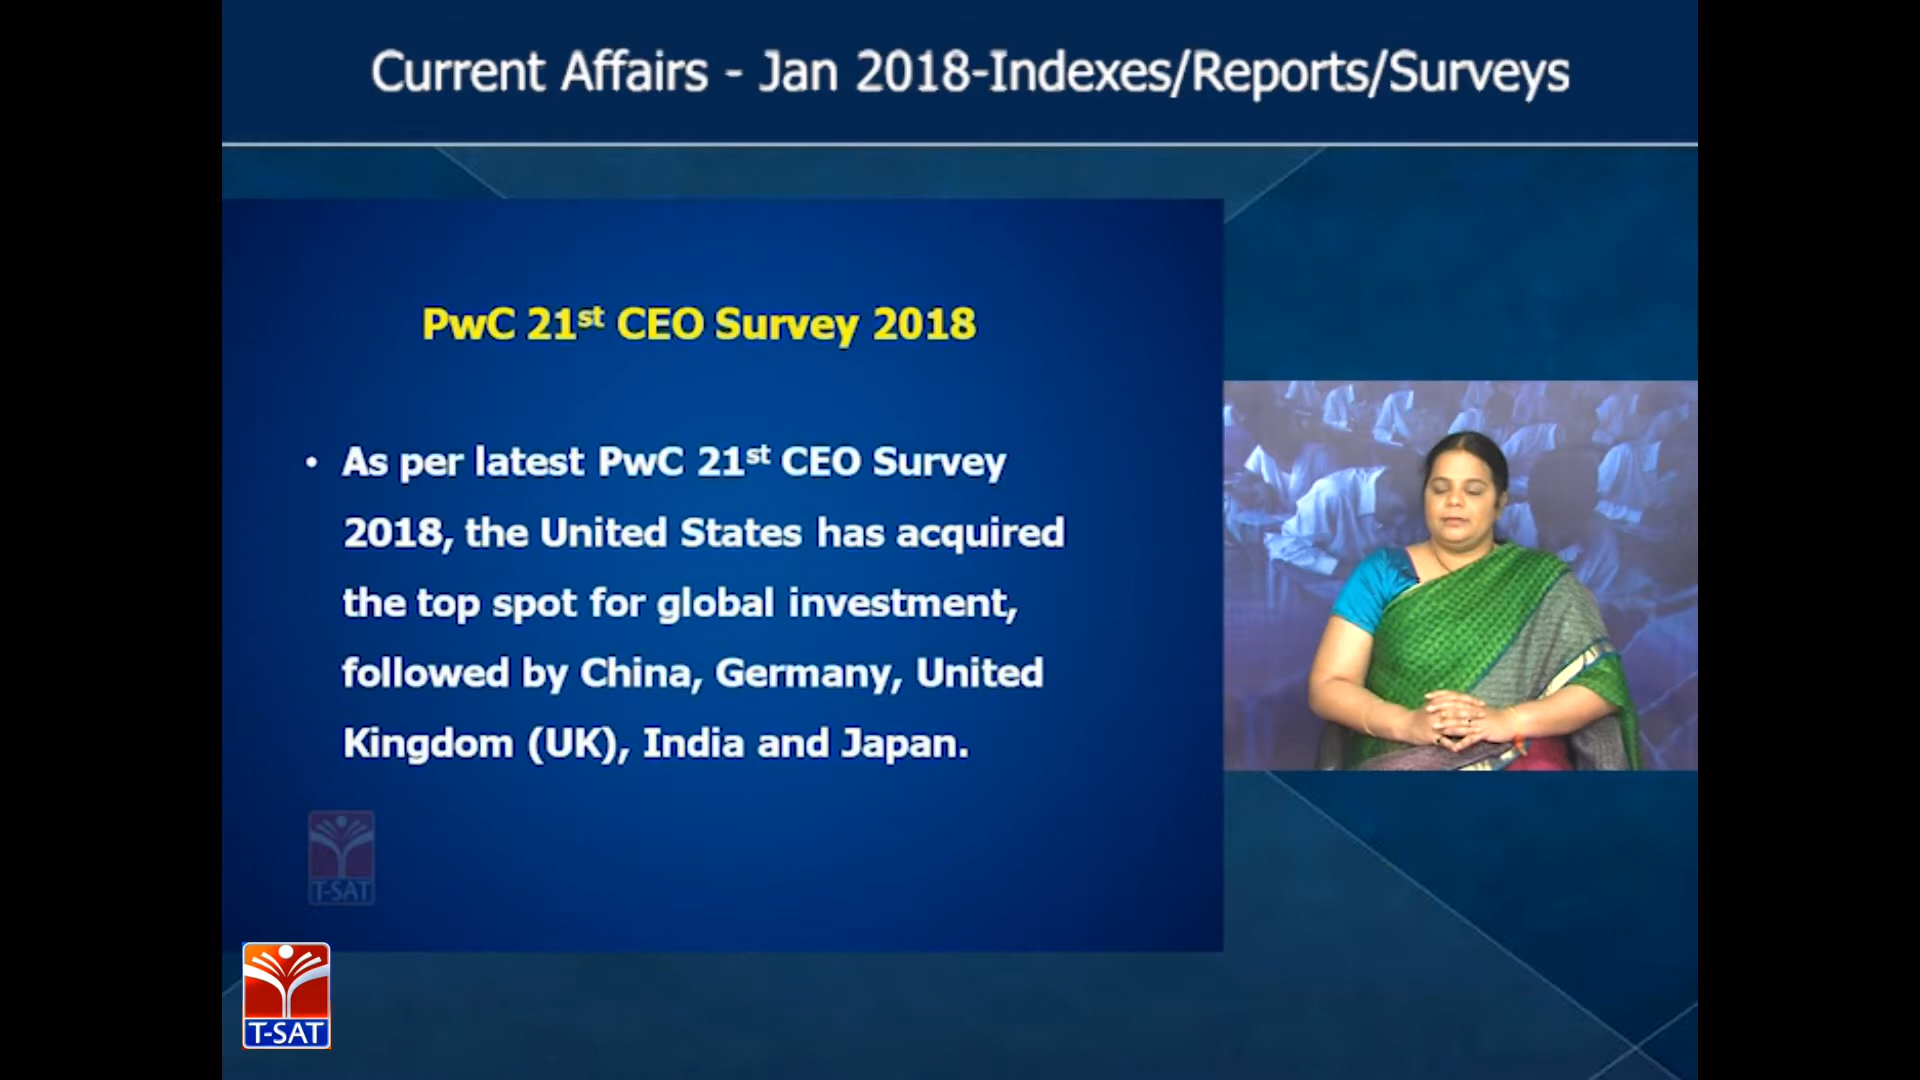 Current Affairs - Jan 2018-Indexes/Reports/Surveys
PwC 21st CEO Survey 2018
• As per latest PwC 21st CEO Survey
2018, the United States has acquired
the top spot for global investment,
followed by China, Germany, United
Kingdom (UK), India and Japan.
T-SAT
T-SAT